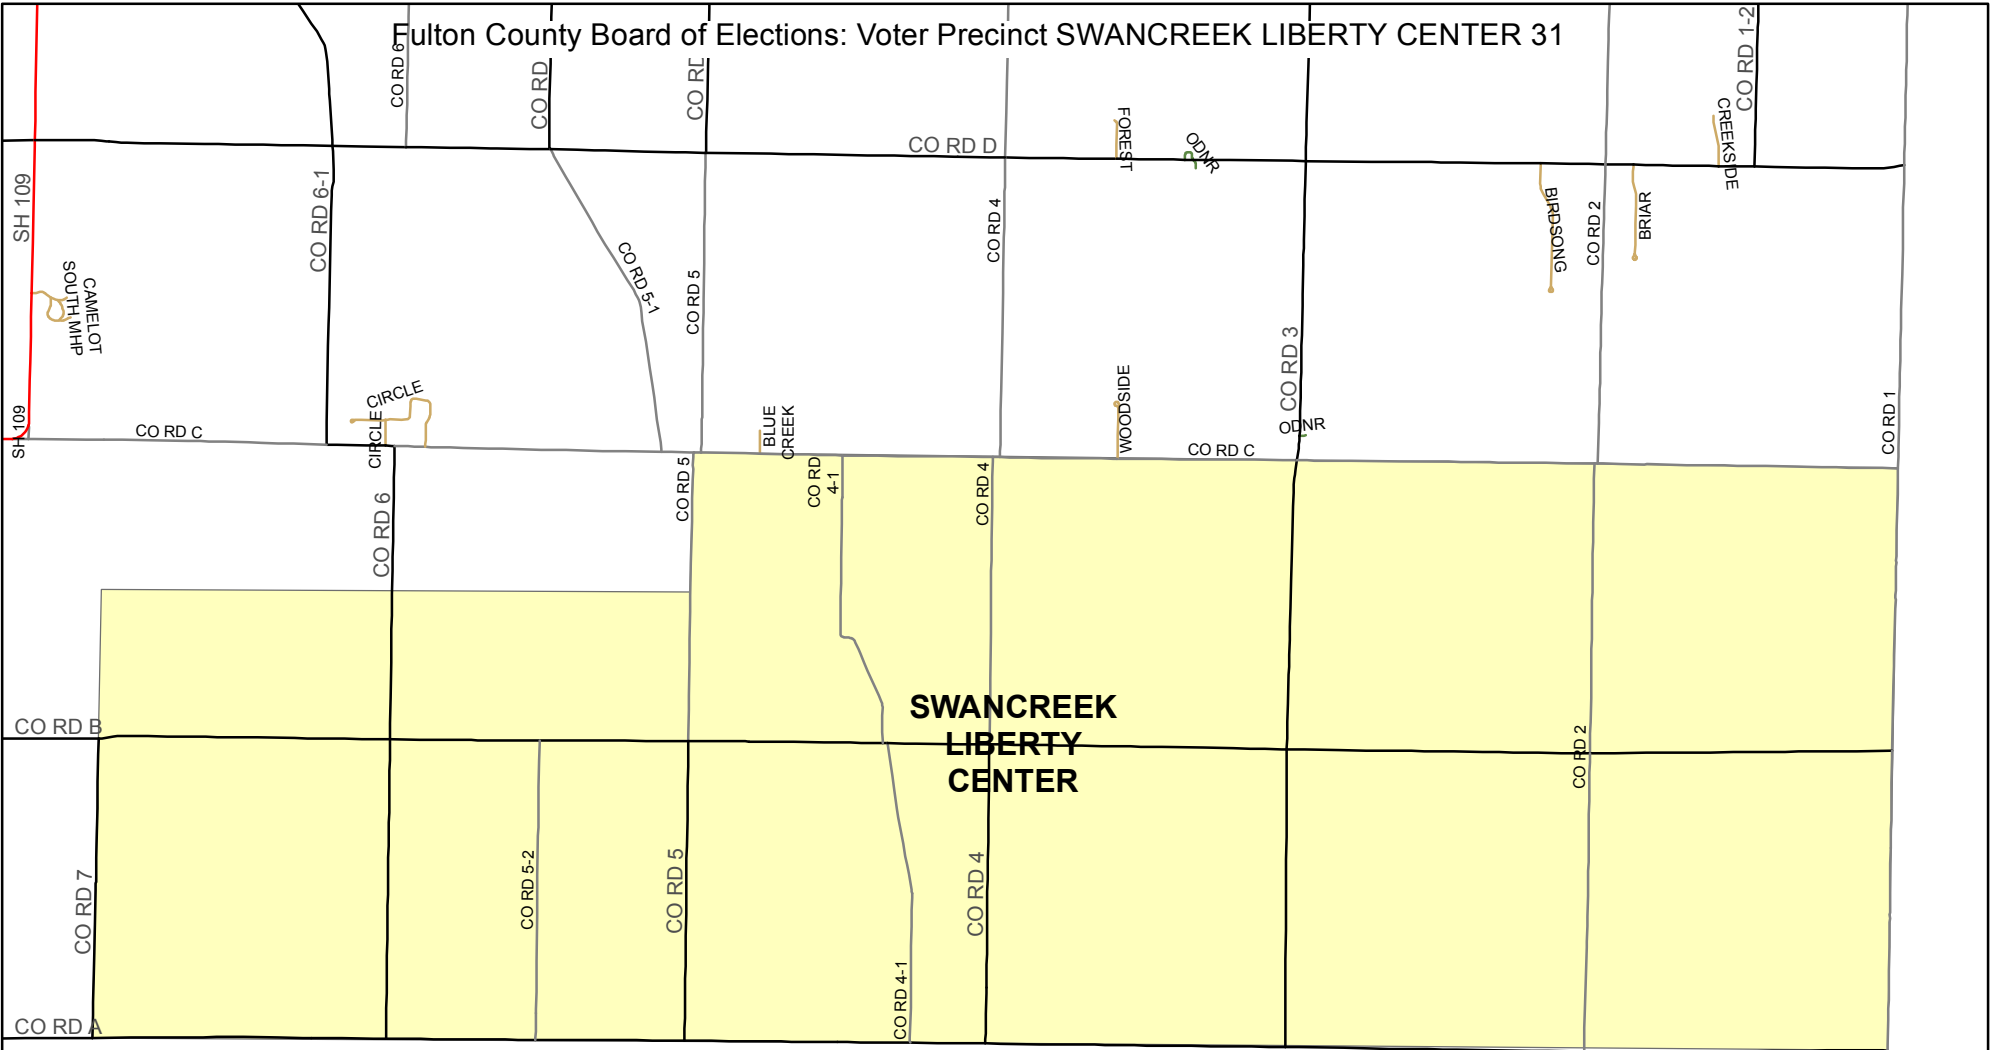 Fulton County Board of Elections: Voter Precinct SWANCREEK LIBERTY CENTER 31
CO RD 6
CO RD
CO RD
CO RD 1-2
CO RD D
FOREST
ODNR
CREEKSIDE
SH 109
CO RD 6-1
CO RD 5-1
CO RD 5
CO RD 4
BIRDSONG
CO RD 2
BRIAR
CAMELOT
SOUTH MHP
CO RD 3
CIRCLE
CIRCLE
SH 109
CO RD C
BLUE
CREEK
WOODSIDE
ODNR
CO RD C
CO RD 1
CO RD 6
CO RD 5
CO RD
4-1
CO RD 4
CO RD B
SWANCREEK
LIBERTY
CENTER
CO RD 2
CO RD 7
CO RD 5-2
CO RD 5
CO RD 4
CO RD 4-1
CO RD A